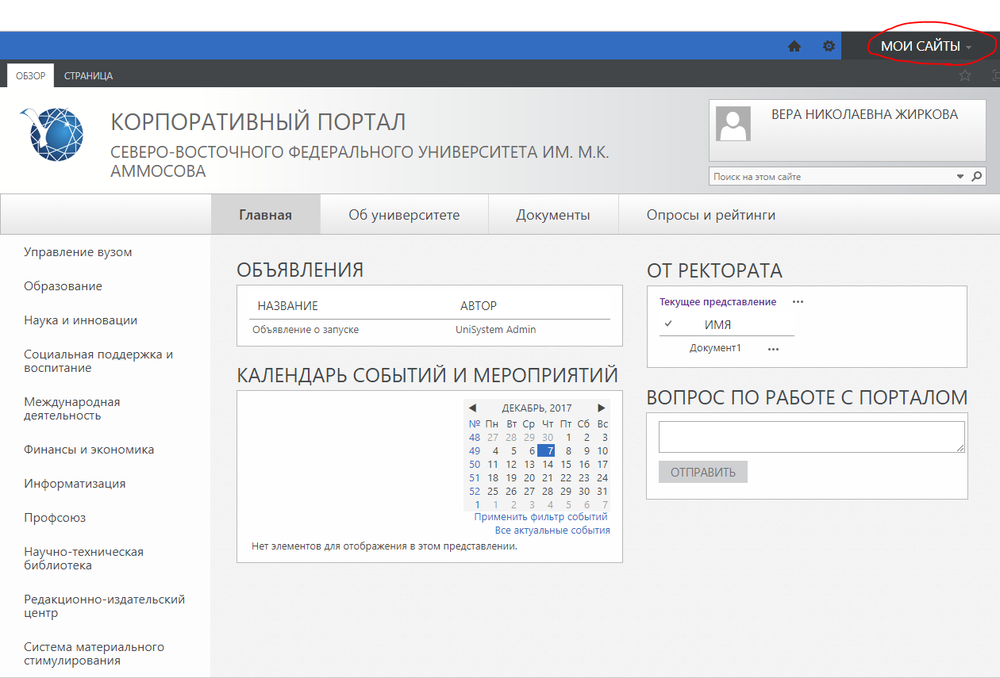 МОИ САЙТЫ
ОБЗОР СТРАНИЦА
КОРПОРАТИВНЫЙ ПОРТАЛ
СЕВЕРО-ВОСТОЧНОГО ФЕДЕРАЛЬНОГО УНИВЕРСИТЕТА ИМ. М.К.
АММОСОВА
ВЕРА НИКОЛАЕВНА ЖИРКОВА
Поиск на этом сайте
Главная Об университете Документы Опросы и рейтинги
Управление вузом
Образование
Наука и инновации
Социальная поддержка и
воспитание
Международная
деятельность
Финансы и экономика
Информатизация
Профсоюз
Научно-техническая
библиотека
Редакционно-издательский
центр
Система материального
стимулирования
ОБЪЯВЛЕНИЯ
НАЗВАНИЕ АВТОР
Объявление о запуске UniSystem Admin
КАЛЕНДАРЬ СОБЫТИЙ И МЕРОПРИЯТИЙ
ДЕКАБРЬ, 2017
№ Пн Вт Ср Чт Пт Сб Вс
48 27 28 29 30 1 2 3
49 4 5 6 7 8 9 10
50 11 12 13 14 15 16 17
51 18 19 20 21 22 23 24
52 25 26 27 28 29 30 31
1 1 2 3 4 5 6 7
Применить фильтр событий
Все актуальные события
Нет элементов для отображения в этом представлении.
ОТ РЕКТОРАТА
Текущее представление ...
ИМЯ
Документ1 ...
ВОПРОС ПО РАБОТЕ С ПОРТАЛОМ
ОТПРАВИТЬ